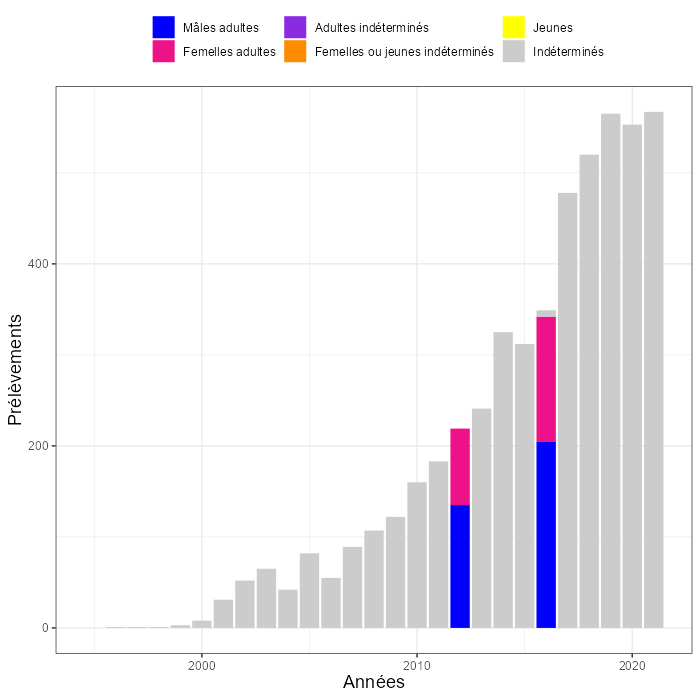 Mâles adultes
Adultes indéterminés
Jeunes
Femelles adultes
Femelles ou jeunes indéterminés
Indéterminés
Prélèvements
400
200
0
2000
2010
2020
Années